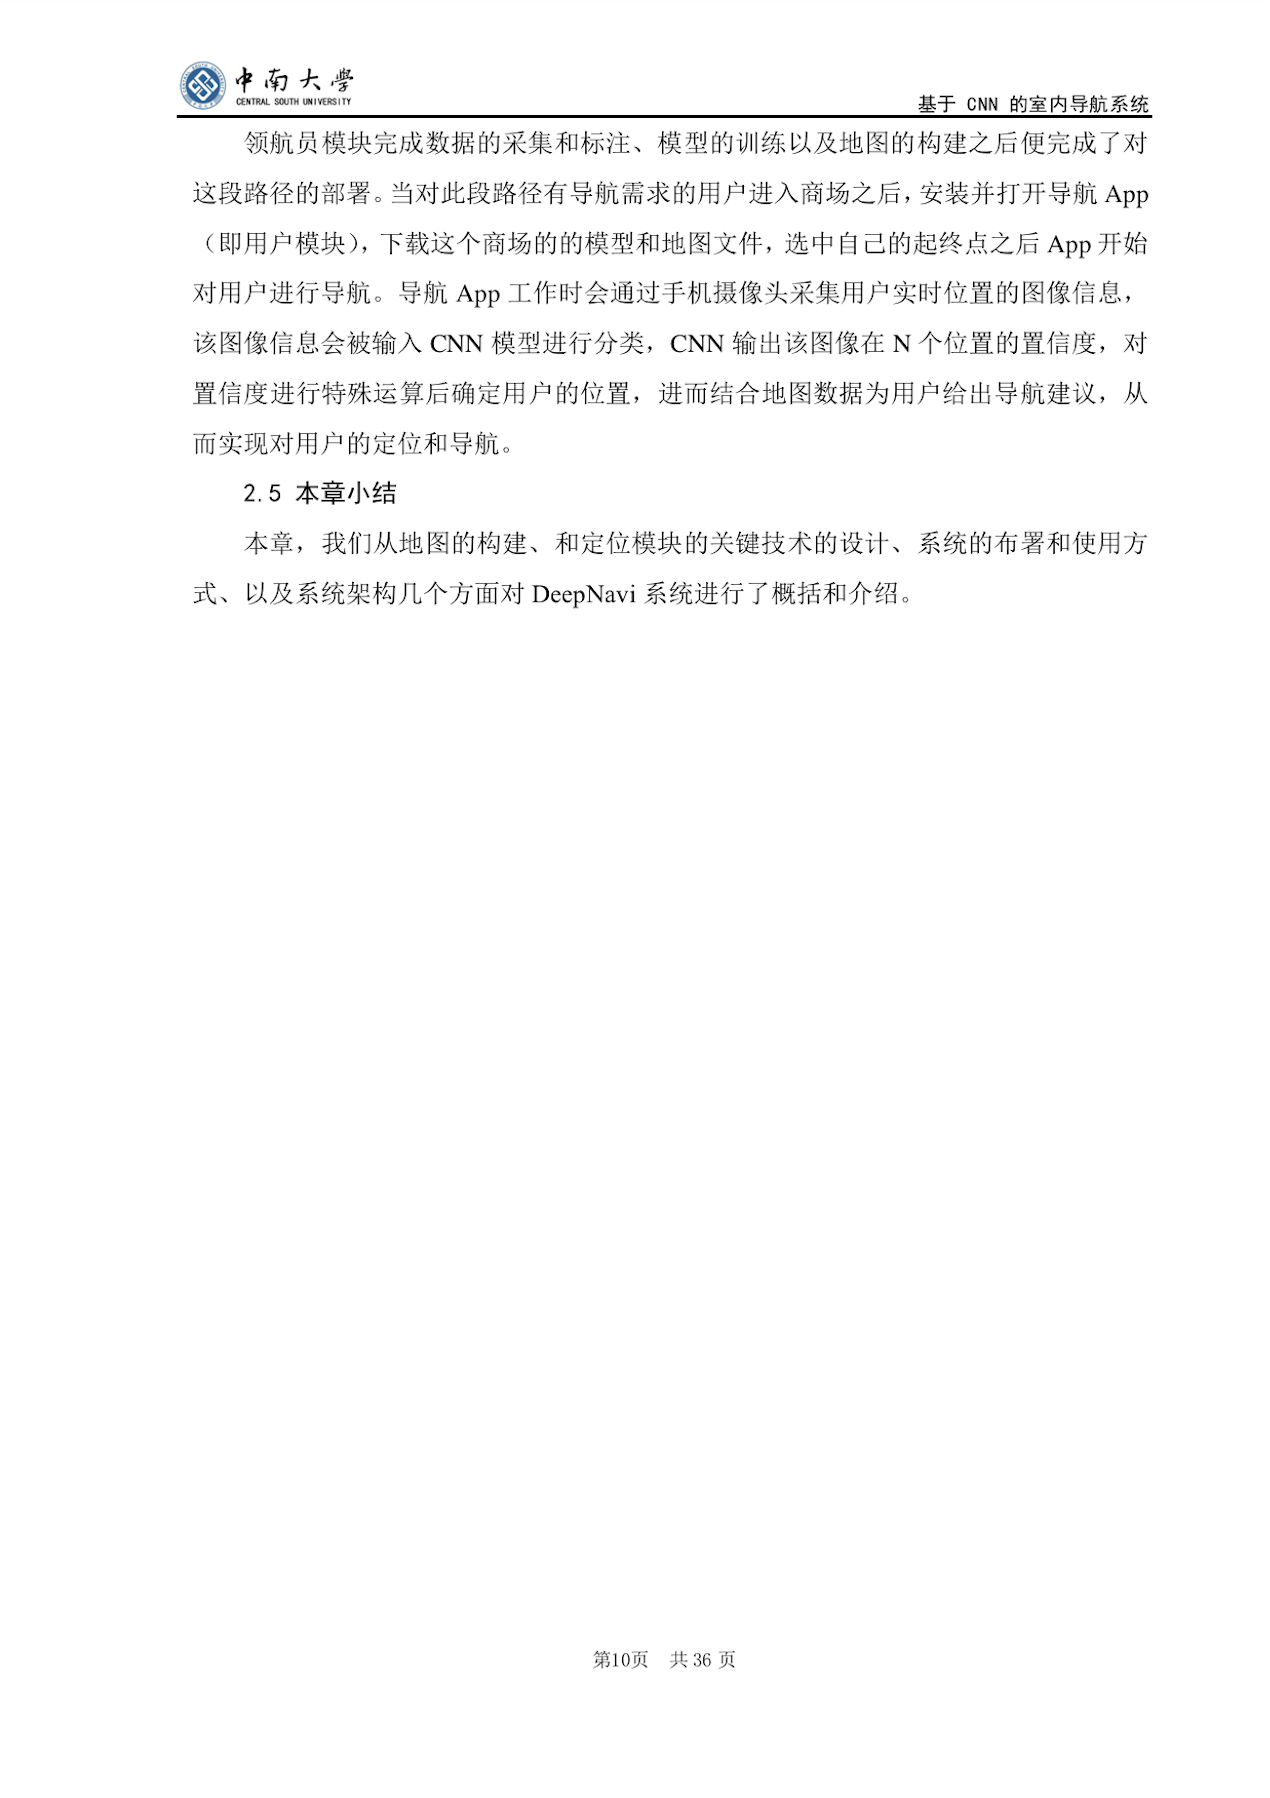 中南大学
CENTRAL SOUTH UNIVERSITY
基于 CNN 的室内导航系统
领航员模块完成数据的采集和标注、模型的训练以及地图的构建之后便完成了对
这段路径的部署。当对此段路径有导航需求的用户进入商场之后，安装并打开导航 App
（即用户模块），下载这个商场的的模型和地图文件，选中自己的起终点之后 App 开始
对用户进行导航。导航 App 工作时会通过手机摄像头采集用户实时位置的图像信息，
该图像信息会被输入 CNN 模型进行分类，CNN 输出该图像在 N 个位置的置信度，对
置信度进行特殊运算后确定用户的位置，进而结合地图数据为用户给出导航建议，从
而实现对用户的定位和导航。
2.5 本章小结
本章，我们从地图的构建、和定位模块的关键技术的设计、系统的布署和使用方
式、以及系统架构几个方面对 DeepNavi 系统进行了概括和介绍。
第10页 共 36 页